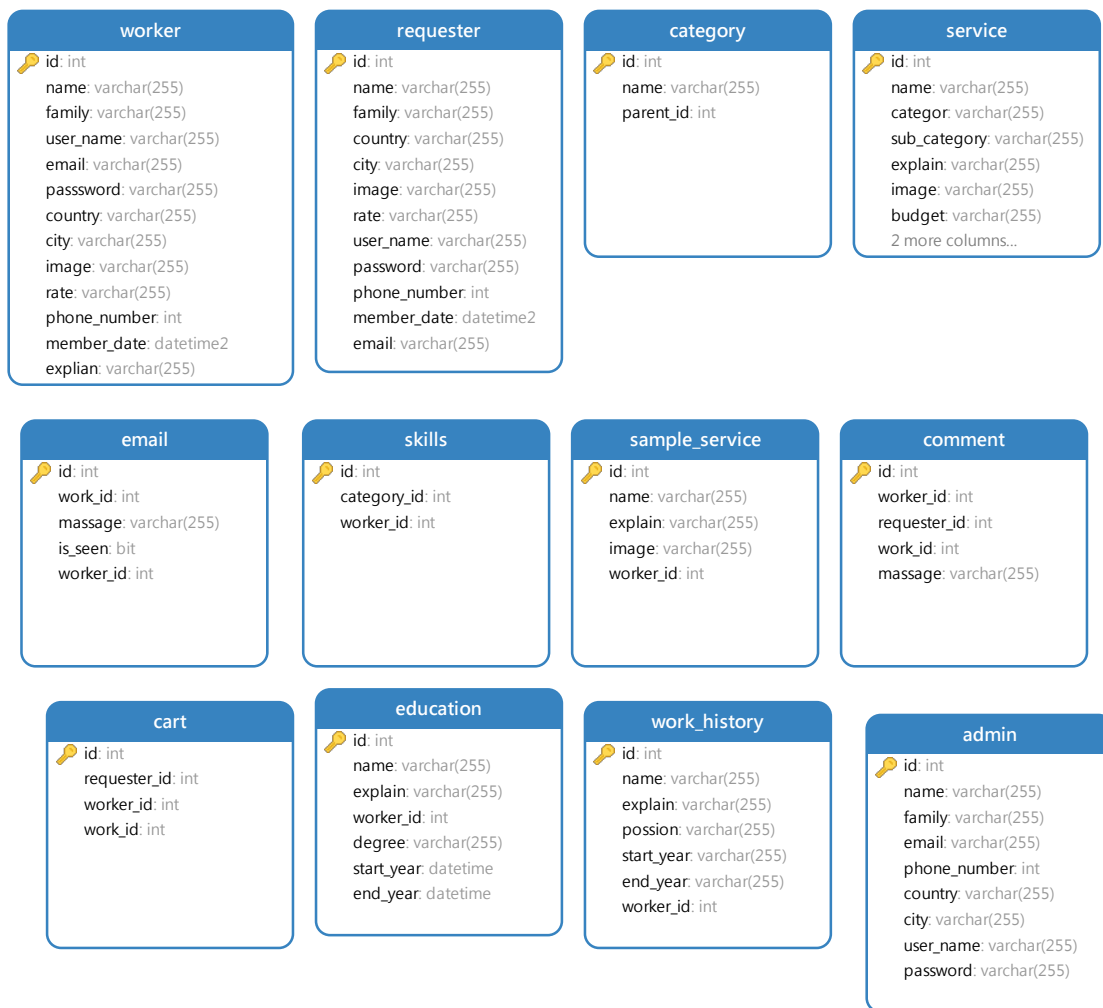 worker
id: int
name: varchar(255)
family: varchar(255)
user_name: varchar(255)
email: varchar(255)
passsword: varchar(255)
country: varchar(255)
city: varchar(255)
image: varchar(255)
rate: varchar(255)
phone_number: int
member_date: datetime2
explian: varchar(255)
requester
id: int
name: varchar(255)
family: varchar(255)
country: varchar(255)
city: varchar(255)
image: varchar(255)
rate: varchar(255)
user_name: varchar(255)
password: varchar(255)
phone_number: int
member_date: datetime2
email: varchar(255)
category
id: int
name: varchar(255)
parent_id: int
service
id: int
name: varchar(255)
categor: varchar(255)
sub_category: varchar(255)
explain: varchar(255)
image: varchar(255)
budget: varchar(255)
2 more columns...
email
id: int
work_id: int
massage: varchar(255)
is_seen: bit
worker_id: int
skills
id: int
category_id: int
worker_id: int
sample_service
id: int
name: varchar(255)
explain: varchar(255)
image: varchar(255)
worker_id: int
comment
id: int
worker_id: int
requester_id: int
work_id: int
massage: varchar(255)
cart
id: int
requester_id: int
worker_id: int
work_id: int
education
id: int
name: varchar(255)
explain: varchar(255)
worker_id: int
degree: varchar(255)
start_year: datetime
end_year: datetime
work_history
id: int
name: varchar(255)
explain: varchar(255)
possion: varchar(255)
start_year: varchar(255)
end_year: varchar(255)
worker_id: int
admin
id: int
name: varchar(255)
family: varchar(255)
email: varchar(255)
phone_number: int
country: varchar(255)
city: varchar(255)
user_name: varchar(255)
password: varchar(255)